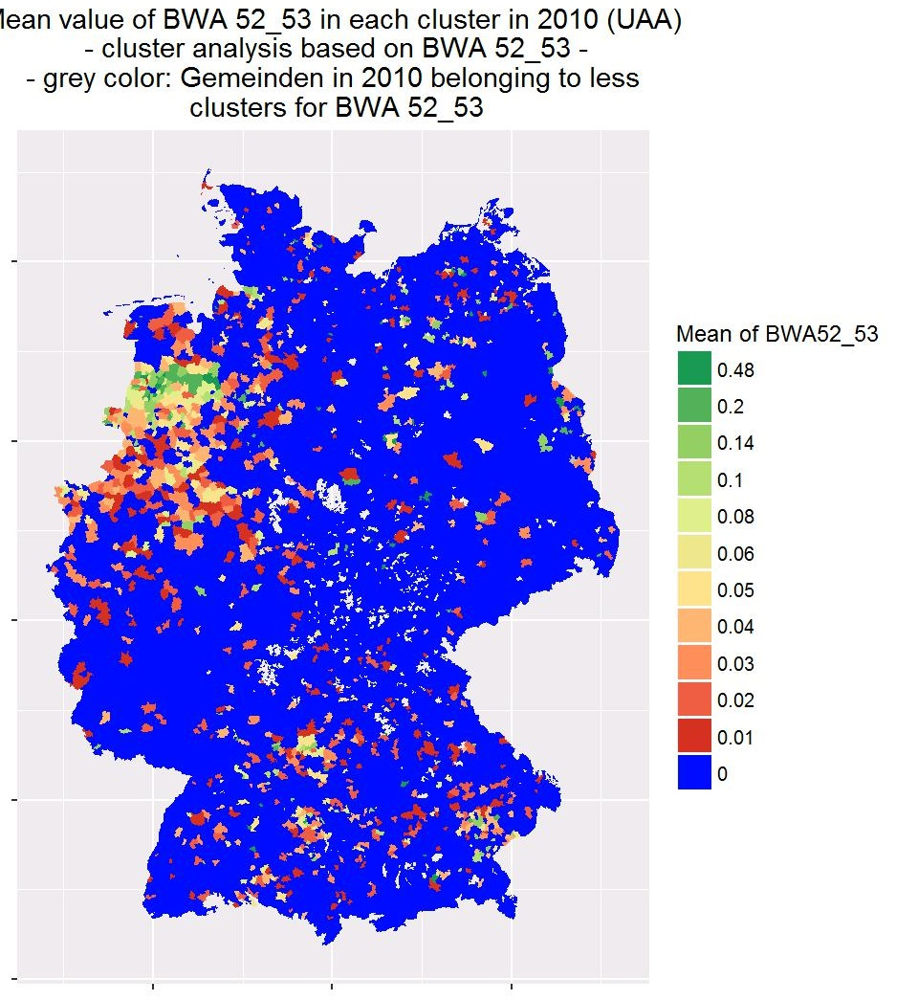 Mean value of BWA 52_53 in each cluster in 2010 (UAA)
- cluster analysis based on BWA 52_53 -
- grey color: Gemeinden in 2010 belonging to less
clusters for BWA 52_53
Mean of BWA52_53
0.48
0.2
0.14
0.1
0.08
0.06
0.05
0.04
0.03
0.02
0.01
0